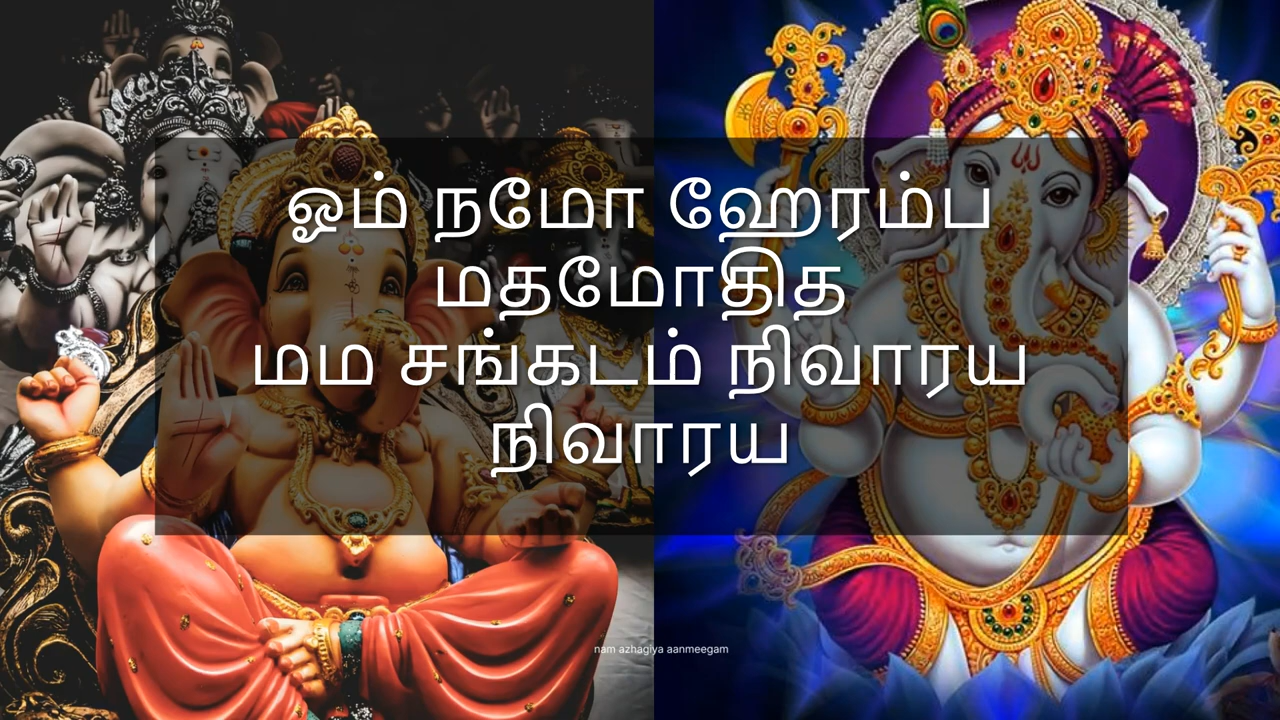 ஓம் நமோ ஹேரம்ப
மதமோதித
மம சங்கடம் நிவாரய
நிவாரய
nam azhagiya aanmeegam